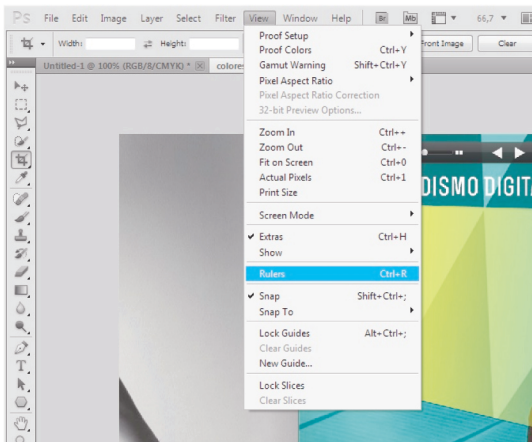 PS File Edit Image Layer Select Filter View Window Help Br Mb 66,7
Width: Height: Front Image Clear
Untitled-1 @ 100% (RGB/8/CMYK) * colores
Proof Setup
Proof Colors Ctrl+Y
Gamut Warning Shift+Ctrl+Y
Pixel Aspect Ratio
Pixel Aspect Ratio Correction
32-bit Preview Options...
Zoom In Ctrl++
Zoom Out Ctrl+-
Fit on Screen Ctrl+0
Actual Pixels Ctrl+1
Print Size
Screen Mode
Extras Ctrl+H
Show
Rulers Ctrl+R
Snap Shift+Ctrl+;
Snap To
Lock Guides Alt+Ctrl+;
Clear Guides
New Guide...
Lock Slices
Clear Slices
DISMO DIGITA